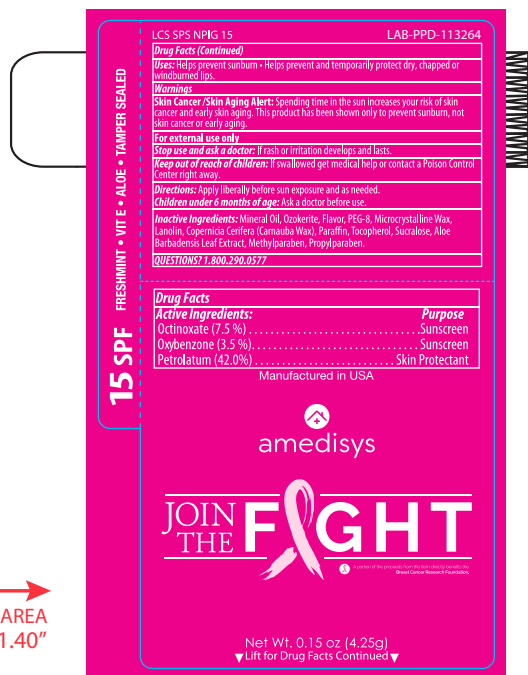 LCS SPS NPIG 15 LAB-PPD-113264
Drug Facts (Continued)
Uses: Helps prevent sunburn • Helps prevent and temporarily protect dry, chapped or
windburned lips.
Warnings
Skin Cancer /Skin Aging Alert: Spending time in the sun increases your risk of skin
cancer and early skin aging. This product has been shown only to prevent sunburn, not
skin cancer or early aging.
For external use only
Stop use and ask a doctor: If rash or irritation develops and lasts.
Keep out of reach of children: If swallowed get medical help or contact a Poison Control
Center right away.
Directions: Apply liberally before sun exposure and as needed.
Children under 6 months of age: Ask a doctor before use.
Inactive Ingredients: Mineral Oil, Ozokerite, Flavor, PEG-8, Microcrystalline Wax,
Lanolin, Copernicia Cerifera (Carnauba Wax), Paraffin, Tocopherol, Sucralose, Aloe
Barbadensis Leaf Extract, Methylparaben, Propylparaben.
QUESTIONS? 1.800.290.0577
15 SPF FRESHMINT • VIT E • ALOE • TAMPER SEALED
Drug Facts
Active Ingredients: Purpose
Octinoxate (7.5 %) . . . . . . . . . . . . . . . . . . . . . . . . . . . . . . . Sunscreen
Oxybenzone (3.5 %) . . . . . . . . . . . . . . . . . . . . . . . . . . . . . . Sunscreen
Petrolatum (42.0%) . . . . . . . . . . . . . . . . . . . . . . . . . . Skin Protectant
Manufactured in USA
amedisys
JOIN THE FIGHT
A portion of the proceeds from this item directly benefits the
Breast Cancer Research Foundation.
AREA
1.40”
Net Wt. 0.15 oz (4.25g)
▼Lift for Drug Facts Continued▼